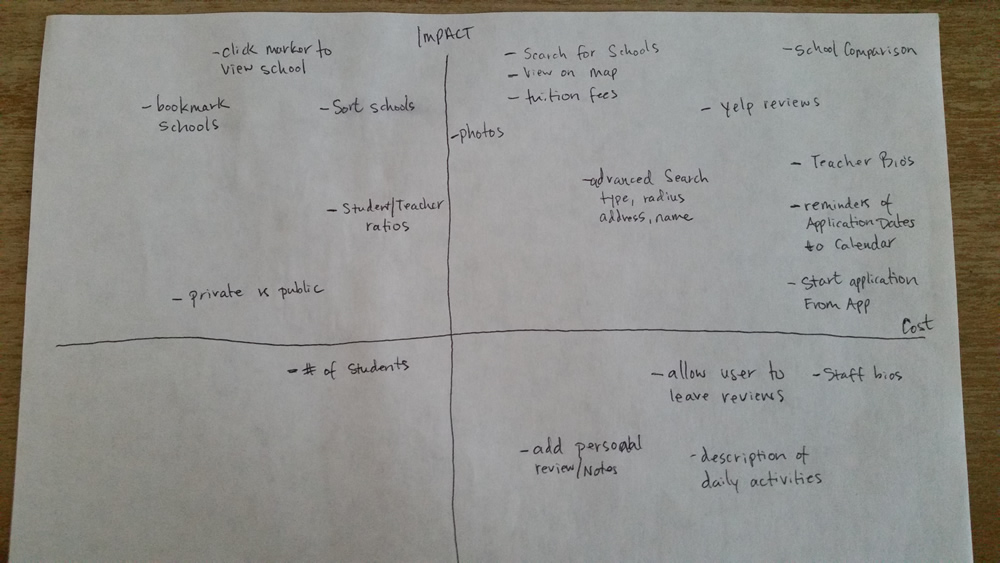 IMPACT
- click marker to
view school
- bookmark
schools
- Sort schools
- Student/Teacher
ratios
- private vs public
- Search for Schools
- View on map
- tuition fees
- photos
- School Comparison
- Yelp reviews
- advanced Search
type, radius
address, name
- Teacher Bios
- reminders of
Application Dates
to Calendar
- Start application
From App
Cost
- # of Students
- allow user to
leave reviews
- Staff bios
- add personal
review/Notes
- description of
daily activities